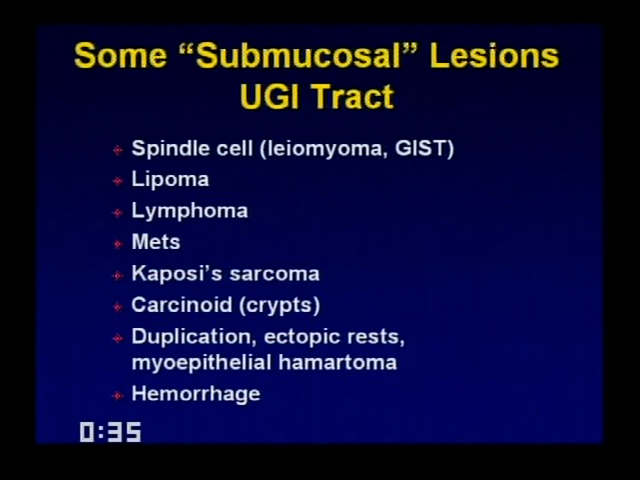 Some “Submucosal” Lesions
UGI Tract
Spindle cell (leiomyoma, GIST)
Lipoma
Lymphoma
Mets
Kaposi’s sarcoma
Carcinoid (crypts)
Duplication, ectopic rests,
myoepithelial hamartoma
Hemorrhage
0:35